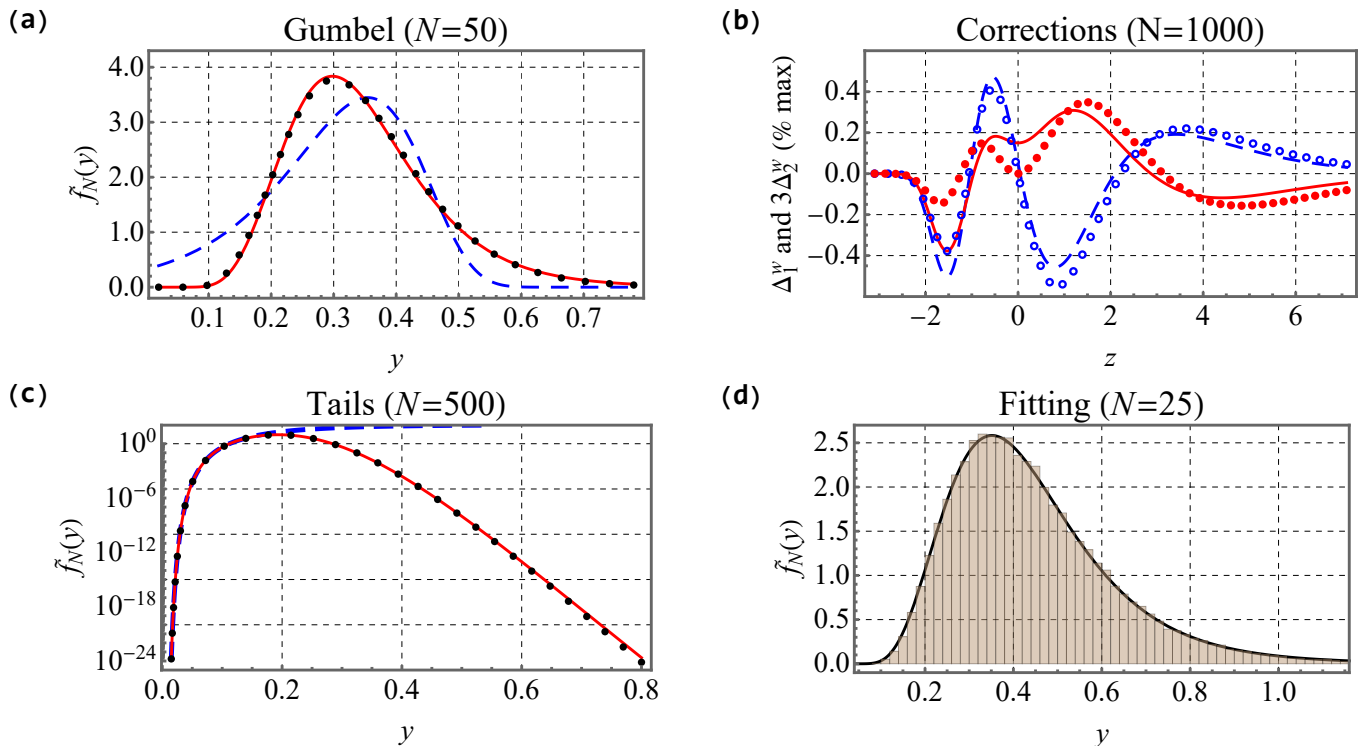 (a)
Gumbel (N=50)
f̃_N(y)
4.0
3.0
2.0
1.0
0.0
0.1 0.2 0.3 0.4 0.5 0.6 0.7
y
(b)
Corrections (N=1000)
Δ₁ʷ and 3Δ₂ʷ (% max)
0.4
0.2
0.0
−0.2
−0.4
−2 0 2 4 6
z
(c)
Tails (N=500)
f̃_N(y)
10⁰
10⁻⁶
10⁻¹²
10⁻¹⁸
10⁻²⁴
0.0 0.2 0.4 0.6 0.8
y
(d)
Fitting (N=25)
f̃_N(y)
2.5
2.0
1.5
1.0
0.5
0.0
0.2 0.4 0.6 0.8 1.0
y